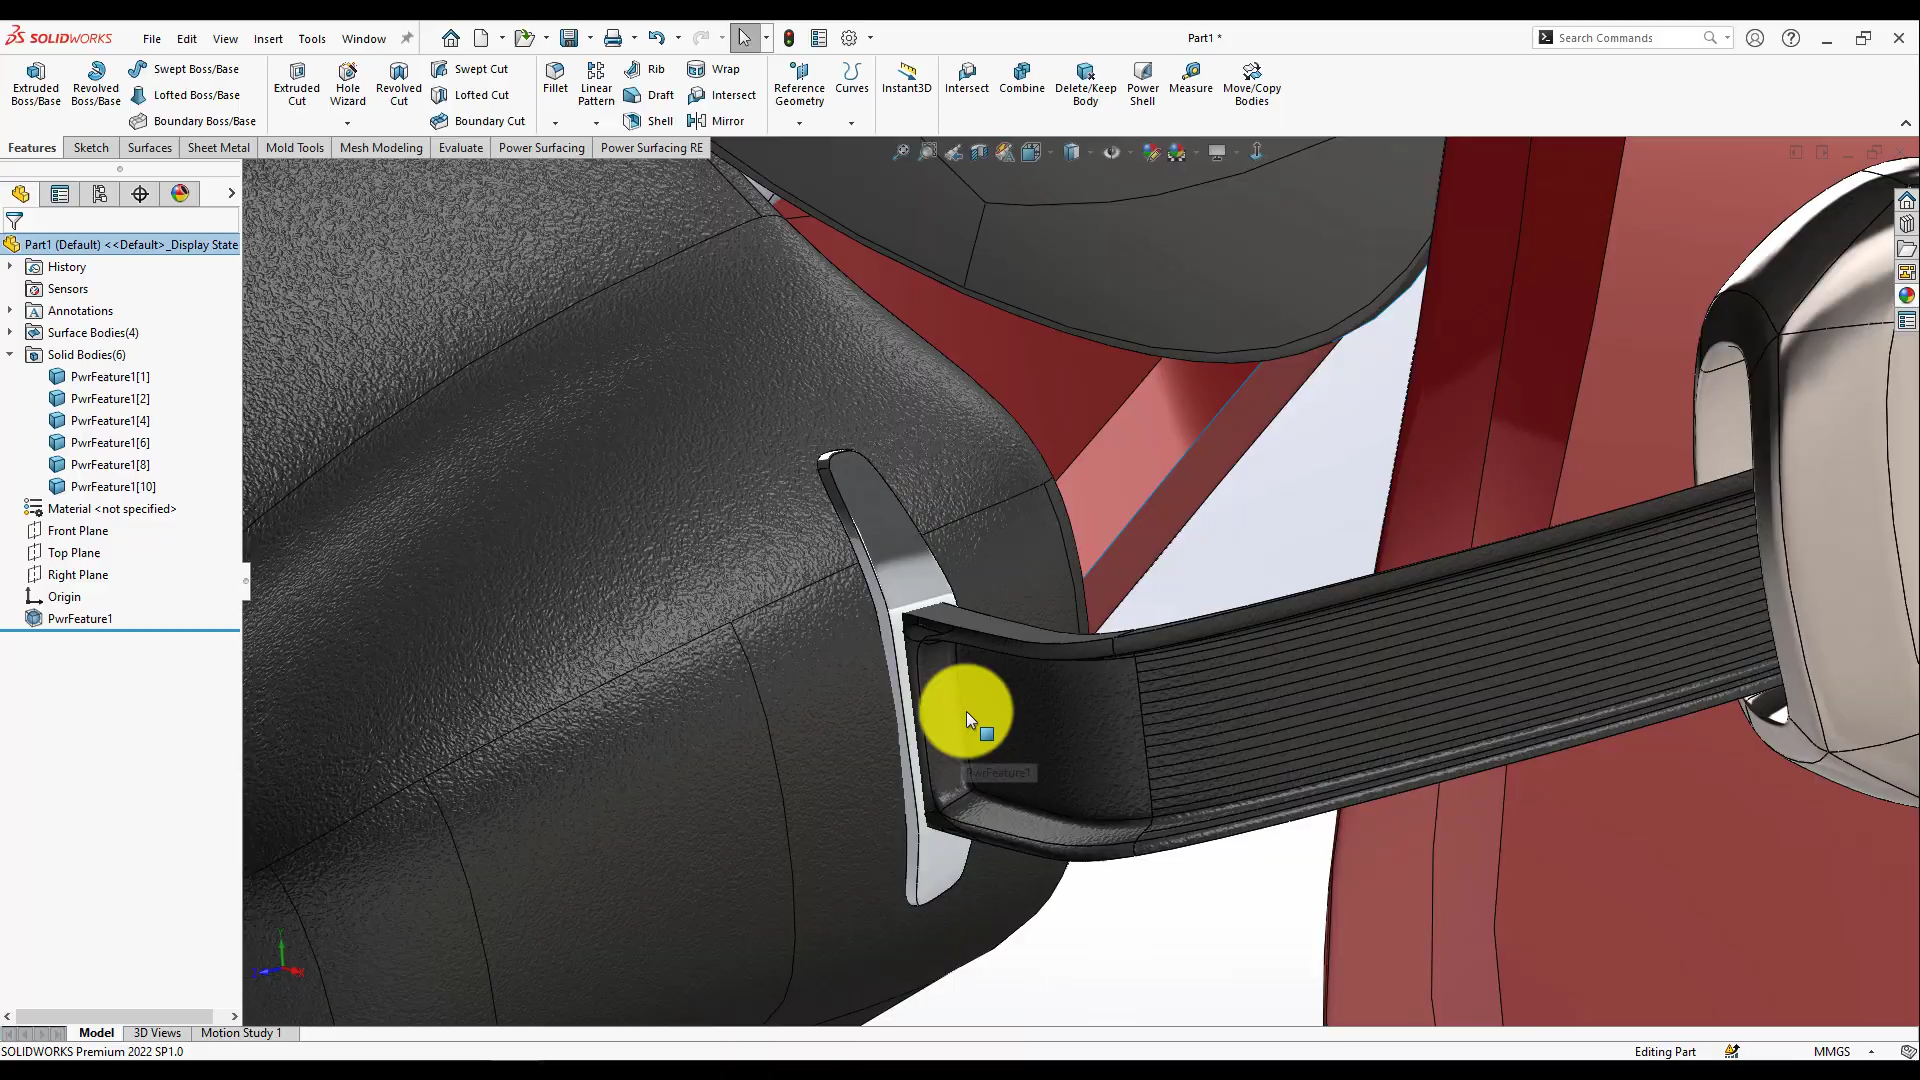 SOLIDWORKS
File Edit View Insert Tools Window
Part1 *
Search Commands
Extruded Boss/Base
Revolved Boss/Base
Swept Boss/Base
Lofted Boss/Base
Boundary Boss/Base
Extruded Cut
Hole Wizard
Revolved Cut
Swept Cut
Lofted Cut
Boundary Cut
Fillet
Linear Pattern
Rib
Draft
Shell
Wrap
Intersect
Mirror
Reference Geometry
Curves
Instant3D
Intersect
Combine
Delete/Keep Body
Power Shell
Measure
Move/Copy Bodies
Features Sketch Surfaces Sheet Metal Mold Tools Mesh Modeling Evaluate Power Surfacing Power Surfacing RE
Part1 (Default) <<Default>_Display State
History
Sensors
Annotations
Surface Bodies(4)
Solid Bodies(6)
PwrFeature1[1]
PwrFeature1[2]
PwrFeature1[4]
PwrFeature1[6]
PwrFeature1[8]
PwrFeature1[10]
Material <not specified>
Front Plane
Top Plane
Right Plane
Origin
PwrFeature1
PwrFeature1
Model 3D Views Motion Study 1
SOLIDWORKS Premium 2022 SP1.0
Editing Part
MMGS